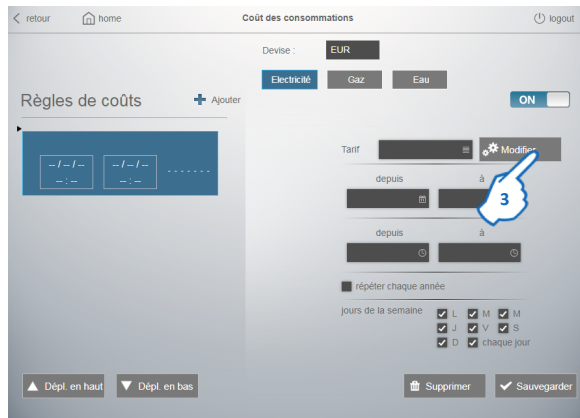 retour home Coût des consommations logout
Devise : EUR
Electricité Gaz Eau
Règles de coûts Ajouter
ON
Tarif Modifier
-- / -- / -- -- / -- / --
-- : -- -- : -- - - - - - - -
depuis à
3
depuis à
répéter chaque année
jours de la semaine L M M
J V S
D chaque jour
Dépl. en haut Dépl. en bas Supprimer Sauvegarder